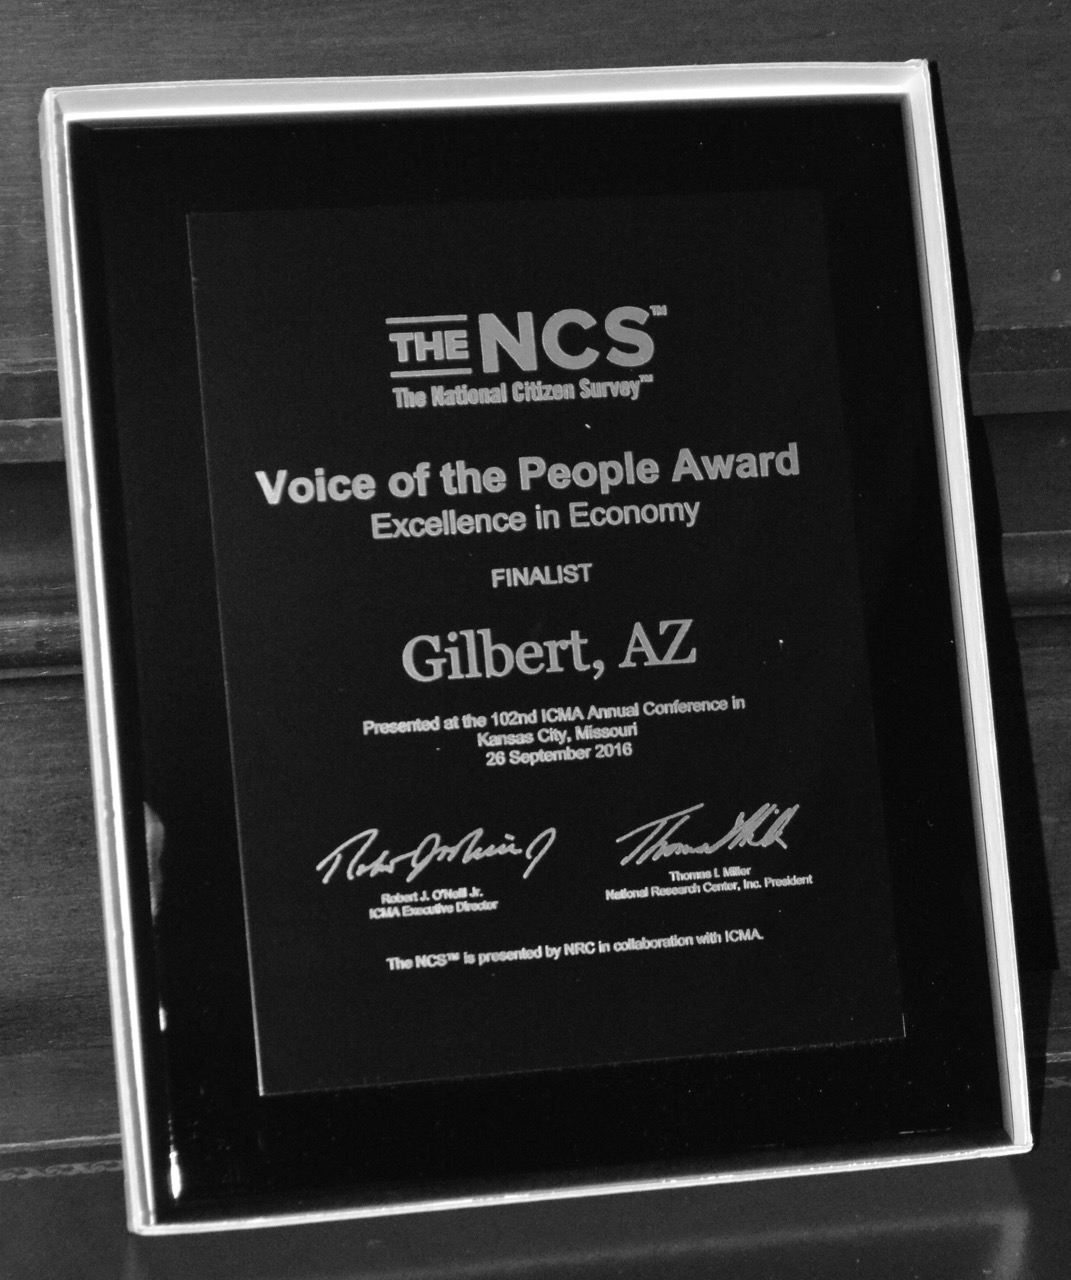 THE NCS™
The National Citizen Survey™
Voice of the People Award
Excellence in Economy
FINALIST
Gilbert, AZ
Presented at the 102nd ICMA Annual Conference in
Kansas City, Missouri
26 September 2016
Robert J. O'Neill Jr.
ICMA Executive Director
Thomas I. Miller
National Research Center, Inc. President
The NCS™ is presented by NRC in collaboration with ICMA.